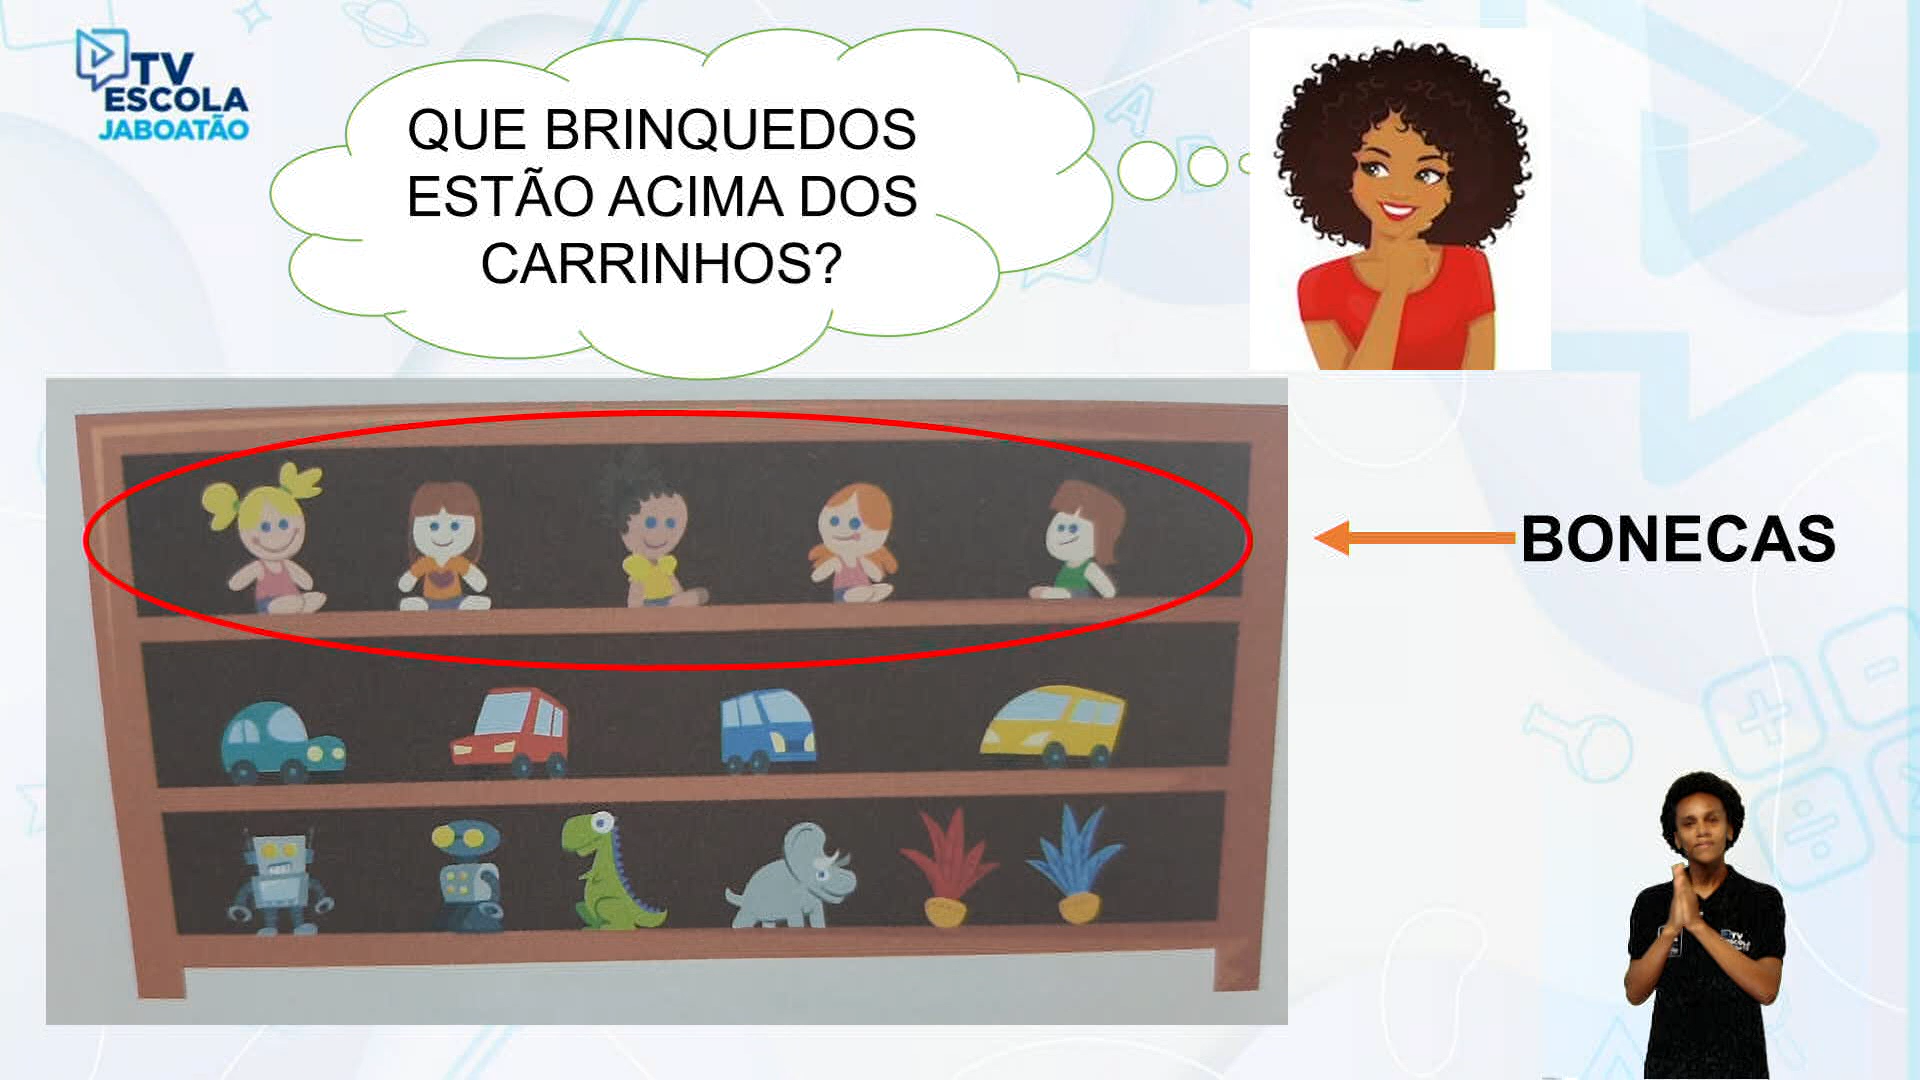 TV
ESCOLA
JABOATÃO
QUE BRINQUEDOS
ESTÃO ACIMA DOS
CARRINHOS?
BONECAS